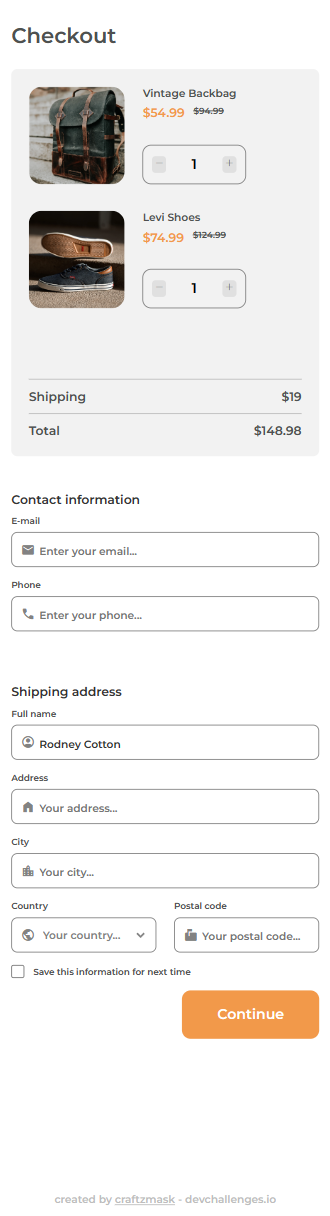 Checkout
Vintage Backbag
$54.99 $94.99
− 1 +
Levi Shoes
$74.99 $124.99
− 1 +
Shipping $19
Total $148.98
Contact information
E-mail
Enter your email...
Phone
Enter your phone...
Shipping address
Full name
Rodney Cotton
Address
Your address...
City
Your city...
Country Postal code
Your country... Your postal code...
Save this information for next time
Continue
created by craftzmask - devchallenges.io